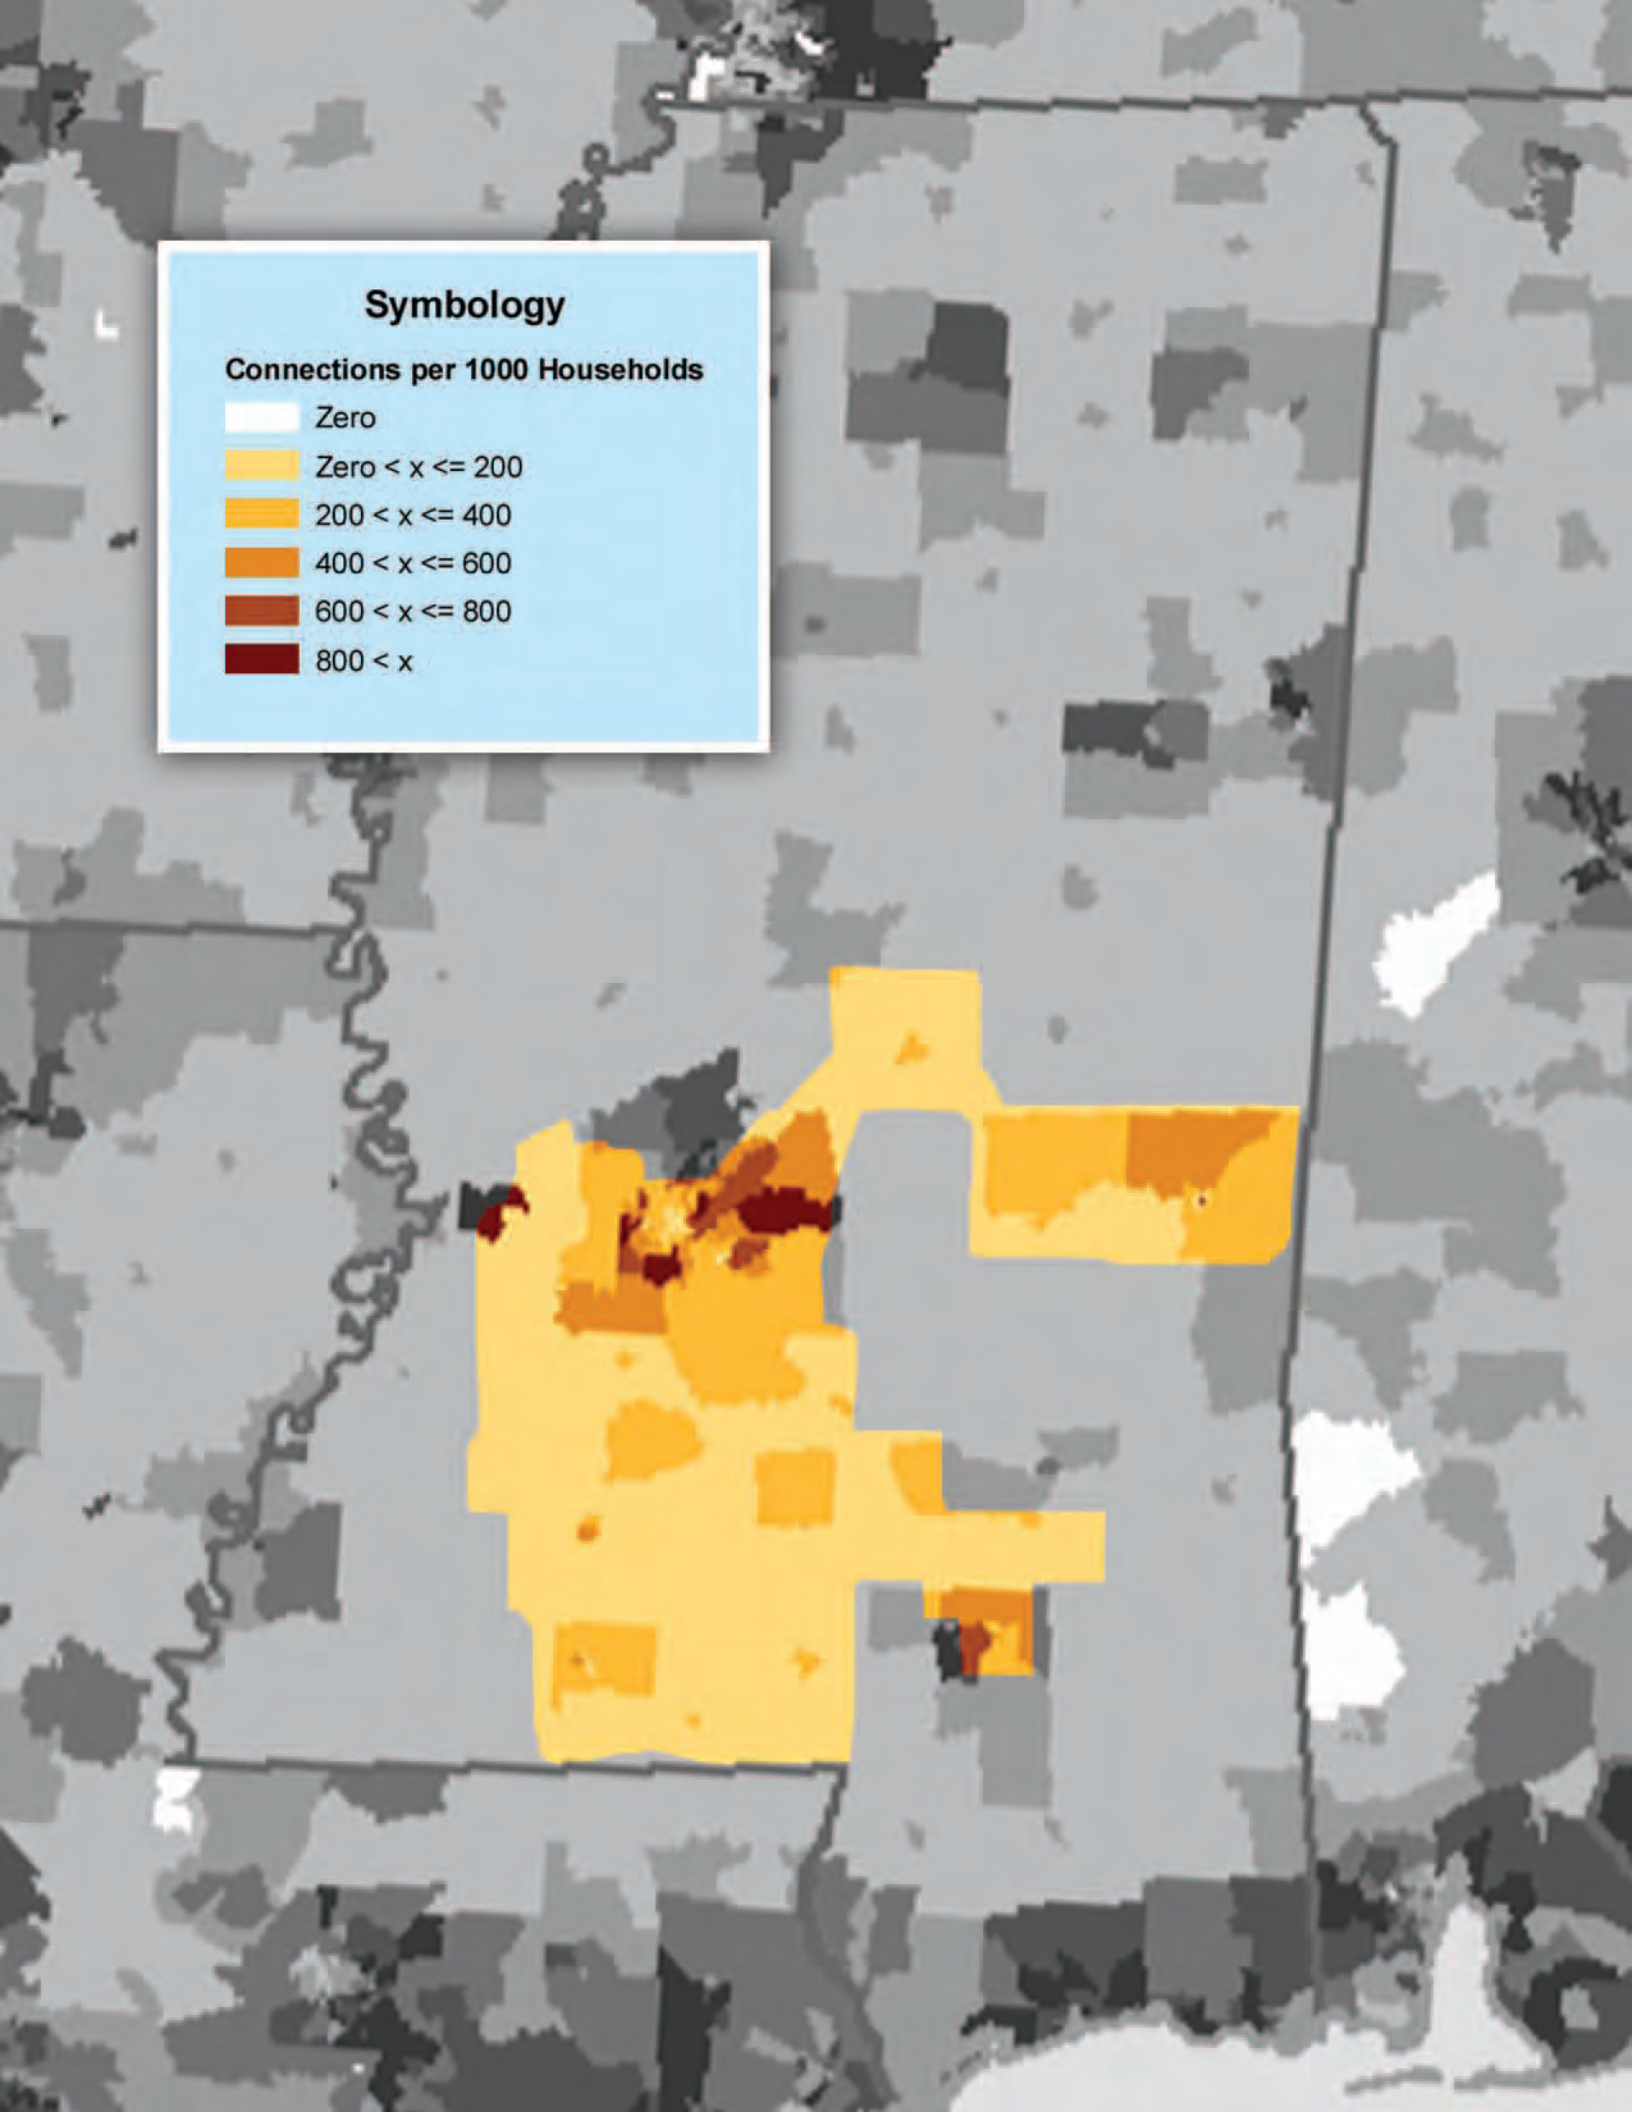 Symbology
Connections per 1000 Households
Zero
Zero < x <= 200
200 < x <= 400
400 < x <= 600
600 < x <= 800
800 < x